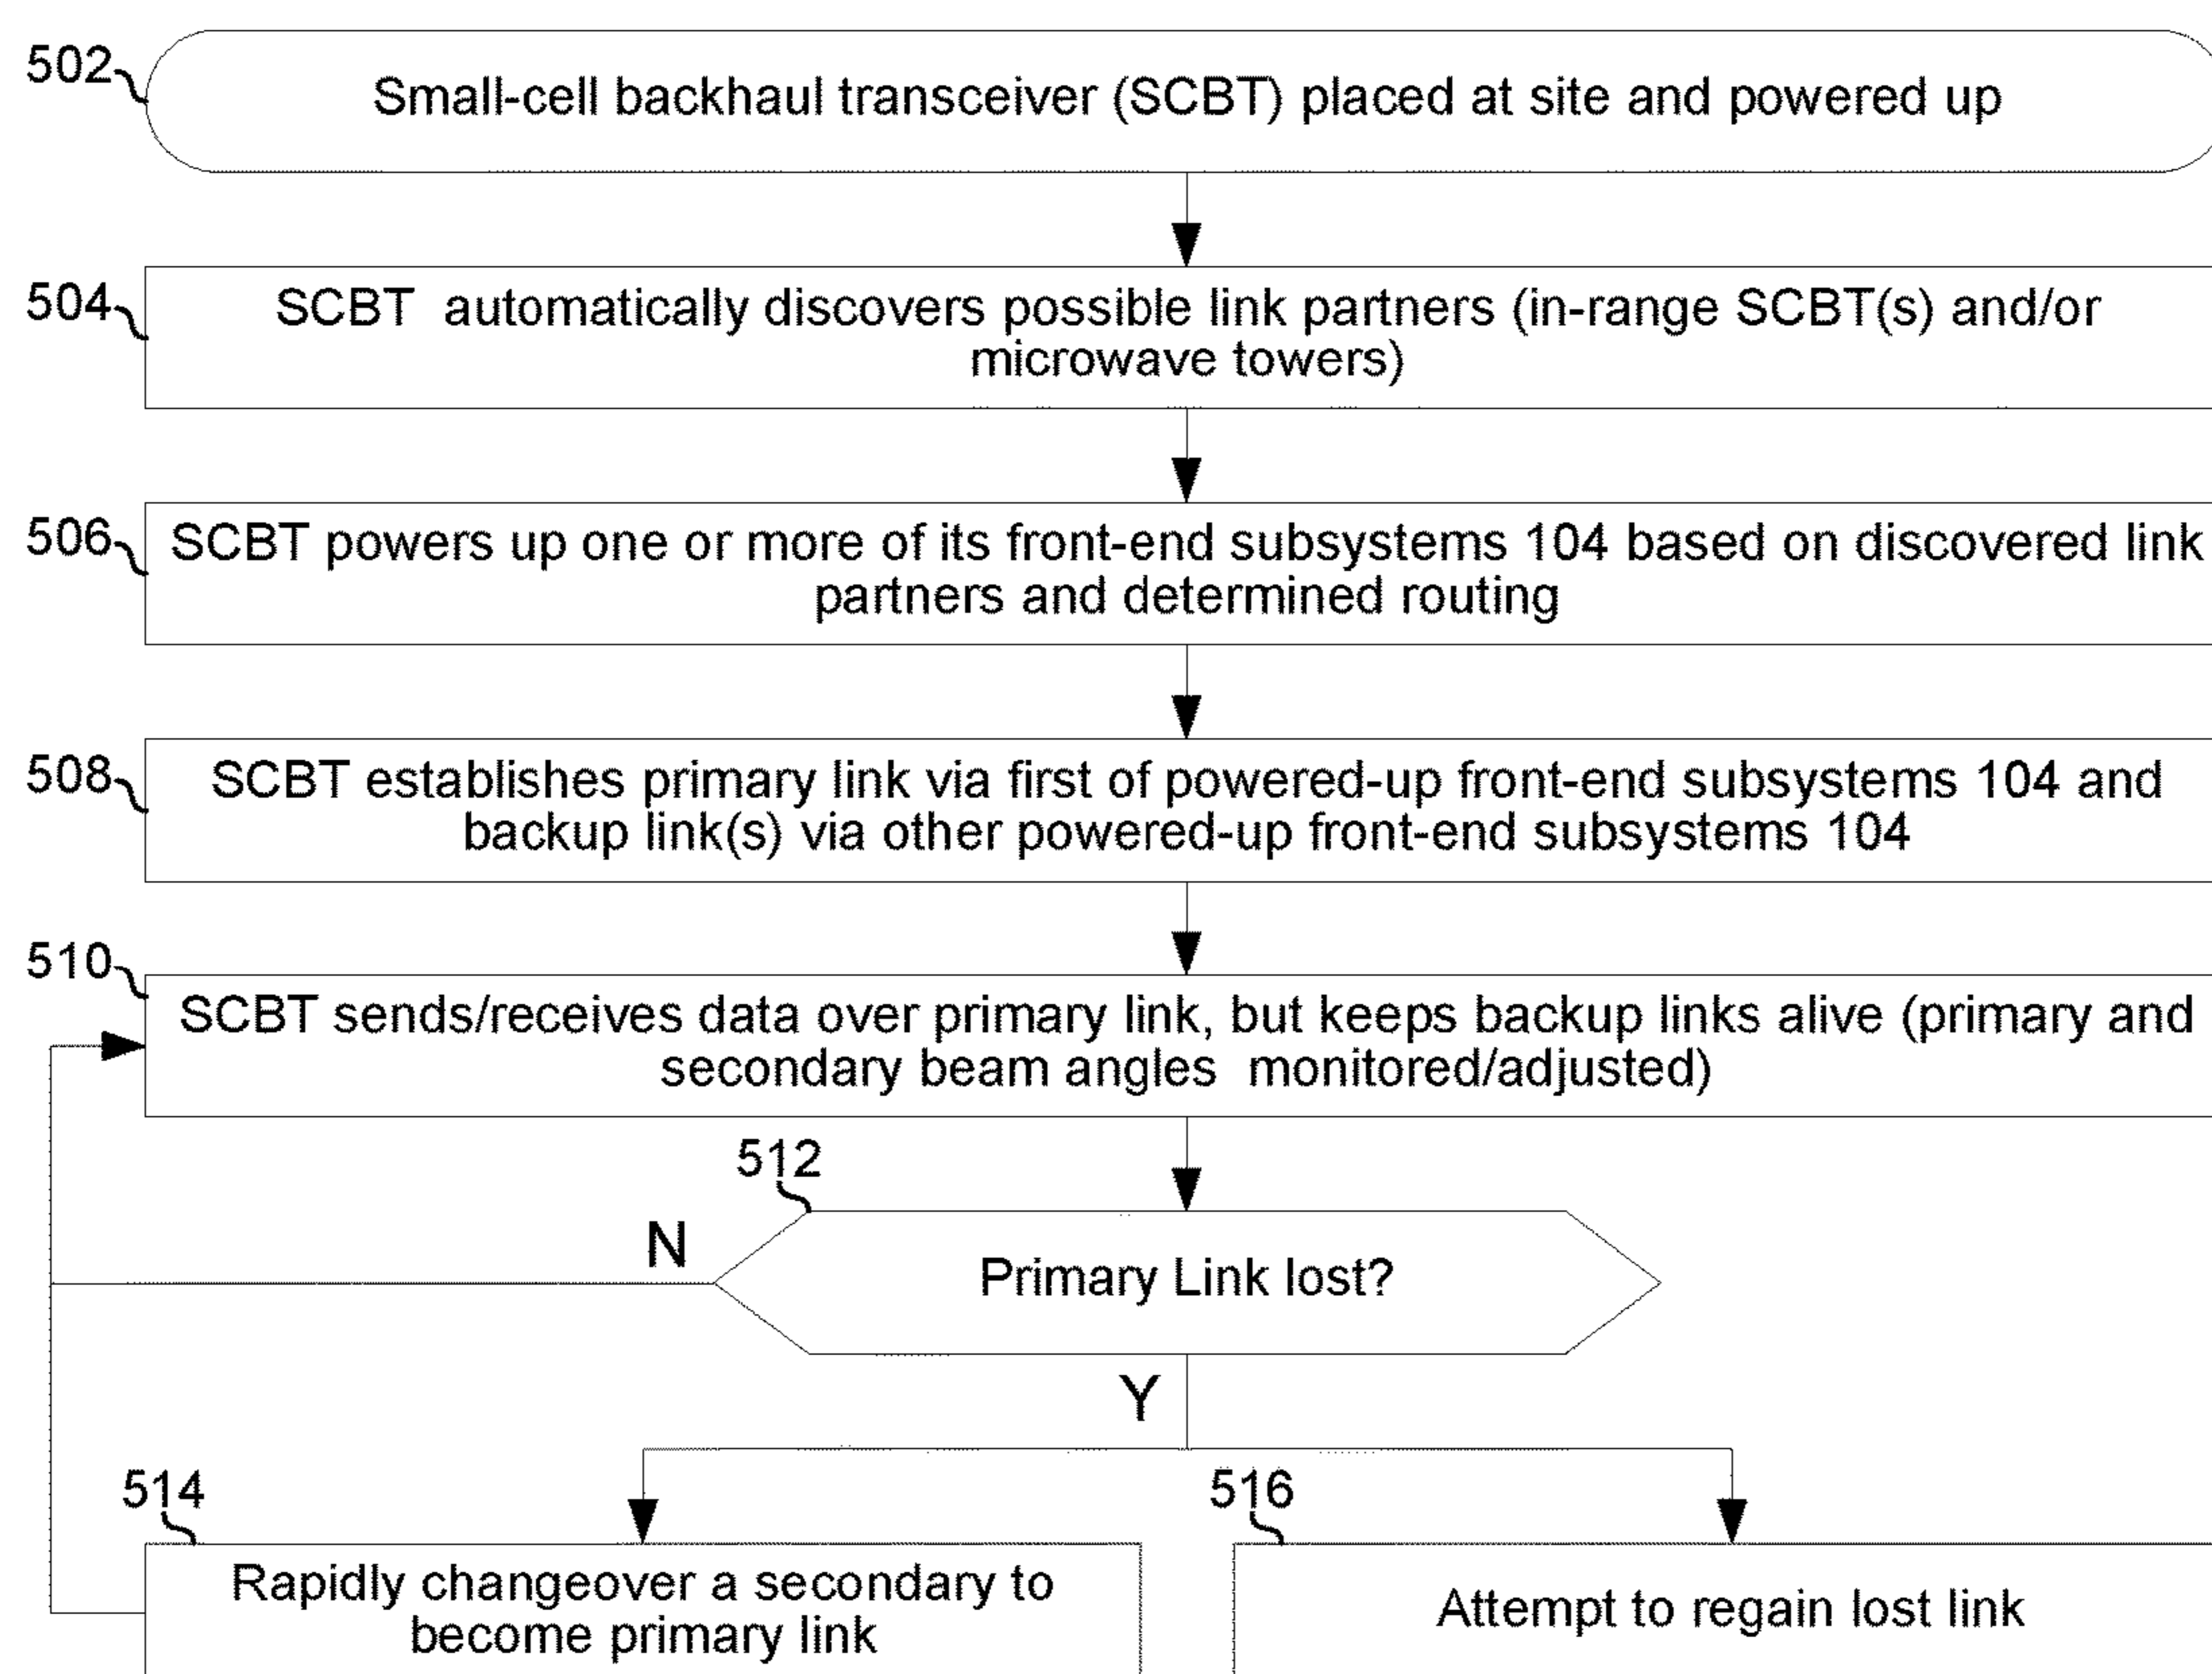 502
Small-cell backhaul transceiver (SCBT) placed at site and powered up
504
SCBT automatically discovers possible link partners (in-range SCBT(s) and/or
microwave towers)
506
SCBT powers up one or more of its front-end subsystems 104 based on discovered link
partners and determined routing
508
SCBT establishes primary link via first of powered-up front-end subsystems 104 and
backup link(s) via other powered-up front-end subsystems 104
510
SCBT sends/receives data over primary link, but keeps backup links alive (primary and
secondary beam angles monitored/adjusted)
512
N
Primary Link lost?
Y
514
Rapidly changeover a secondary to
become primary link
516
Attempt to regain lost link